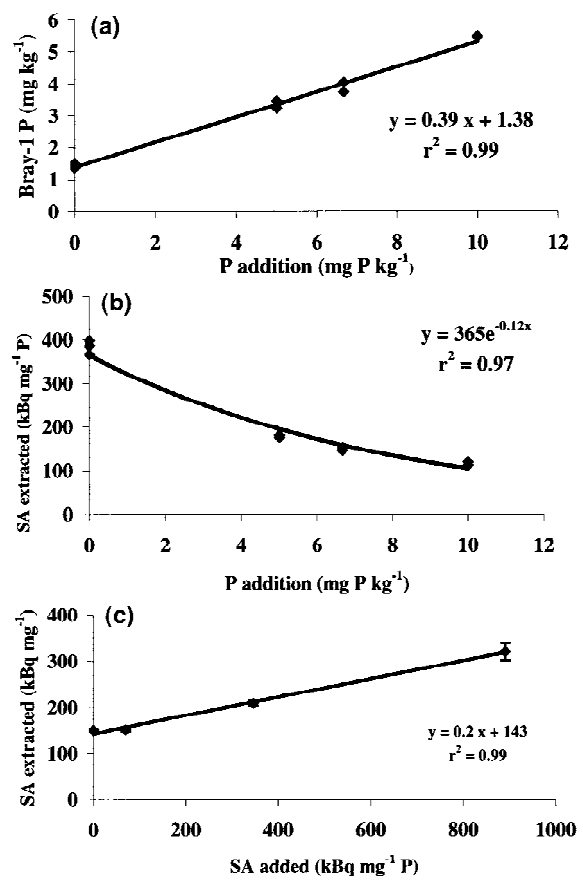 (a)
Bray-1 P (mg kg⁻¹)
6
5
4
3
2
1
0
y = 0.39 x + 1.38
r² = 0.99
0 2 4 6 8 10 12
P addition (mg P kg⁻¹)
(b)
SA extracted (kBq mg⁻¹ P)
500
400
300
200
100
0
y = 365e⁻⁰·¹²ˣ
r² = 0.97
0 2 4 6 8 10 12
P addition (mg P kg⁻¹)
(c)
SA extracted (kBq mg⁻¹)
400
300
200
100
0
y = 0.2 x + 143
r² = 0.99
0 200 400 600 800 1000
SA added (kBq mg⁻¹ P)